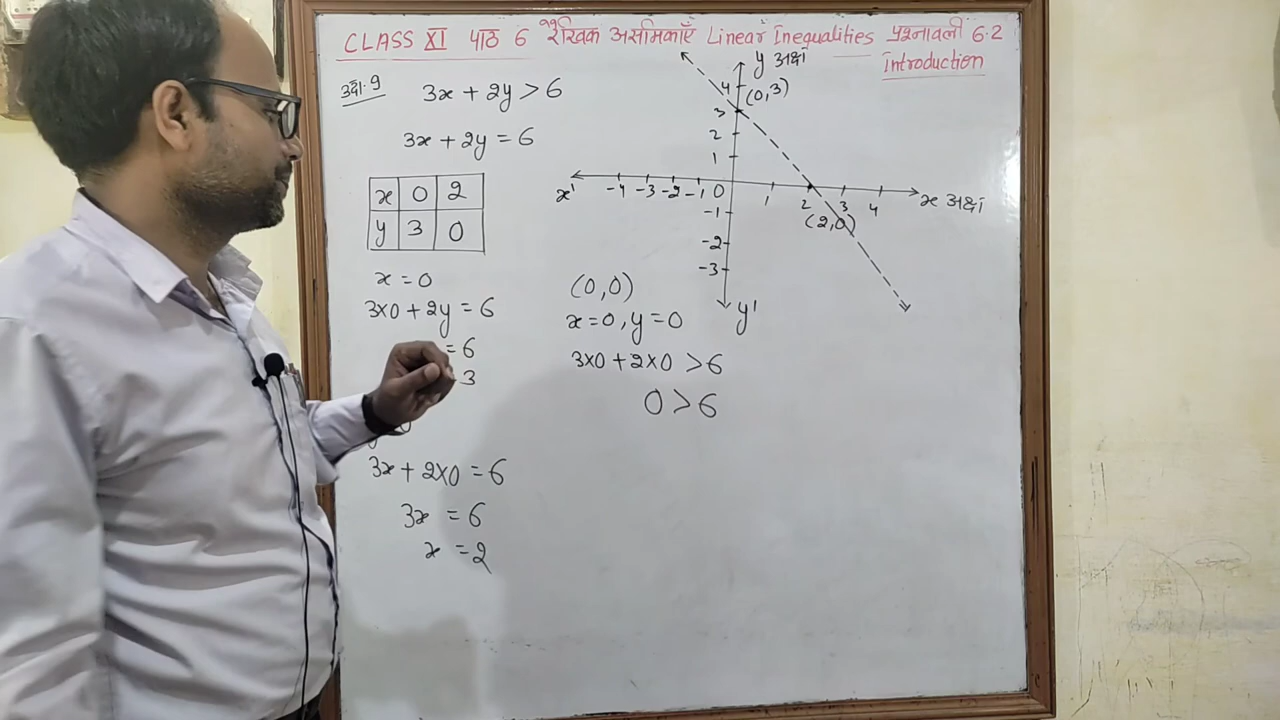 CLASS XI पाठ 6 रैखिक असमिकाएँ Linear Inequalities प्रश्नावली 6.2
Introduction
उदा.9 3x + 2y > 6
3x + 2y = 6
x 0 2
y 3 0
x = 0
3x0 + 2y = 6
= 6
3
3x + 2x0 = 6
3x = 6
x = 2
y अक्ष
4
(0,3)
3
2
1
x' -4 -3 -2 -1 0 1 2 3 4 x अक्ष
(2,0)
-1
-2
-3
y'
(0,0)
x=0, y=0
3x0 + 2x0 > 6
0 > 6